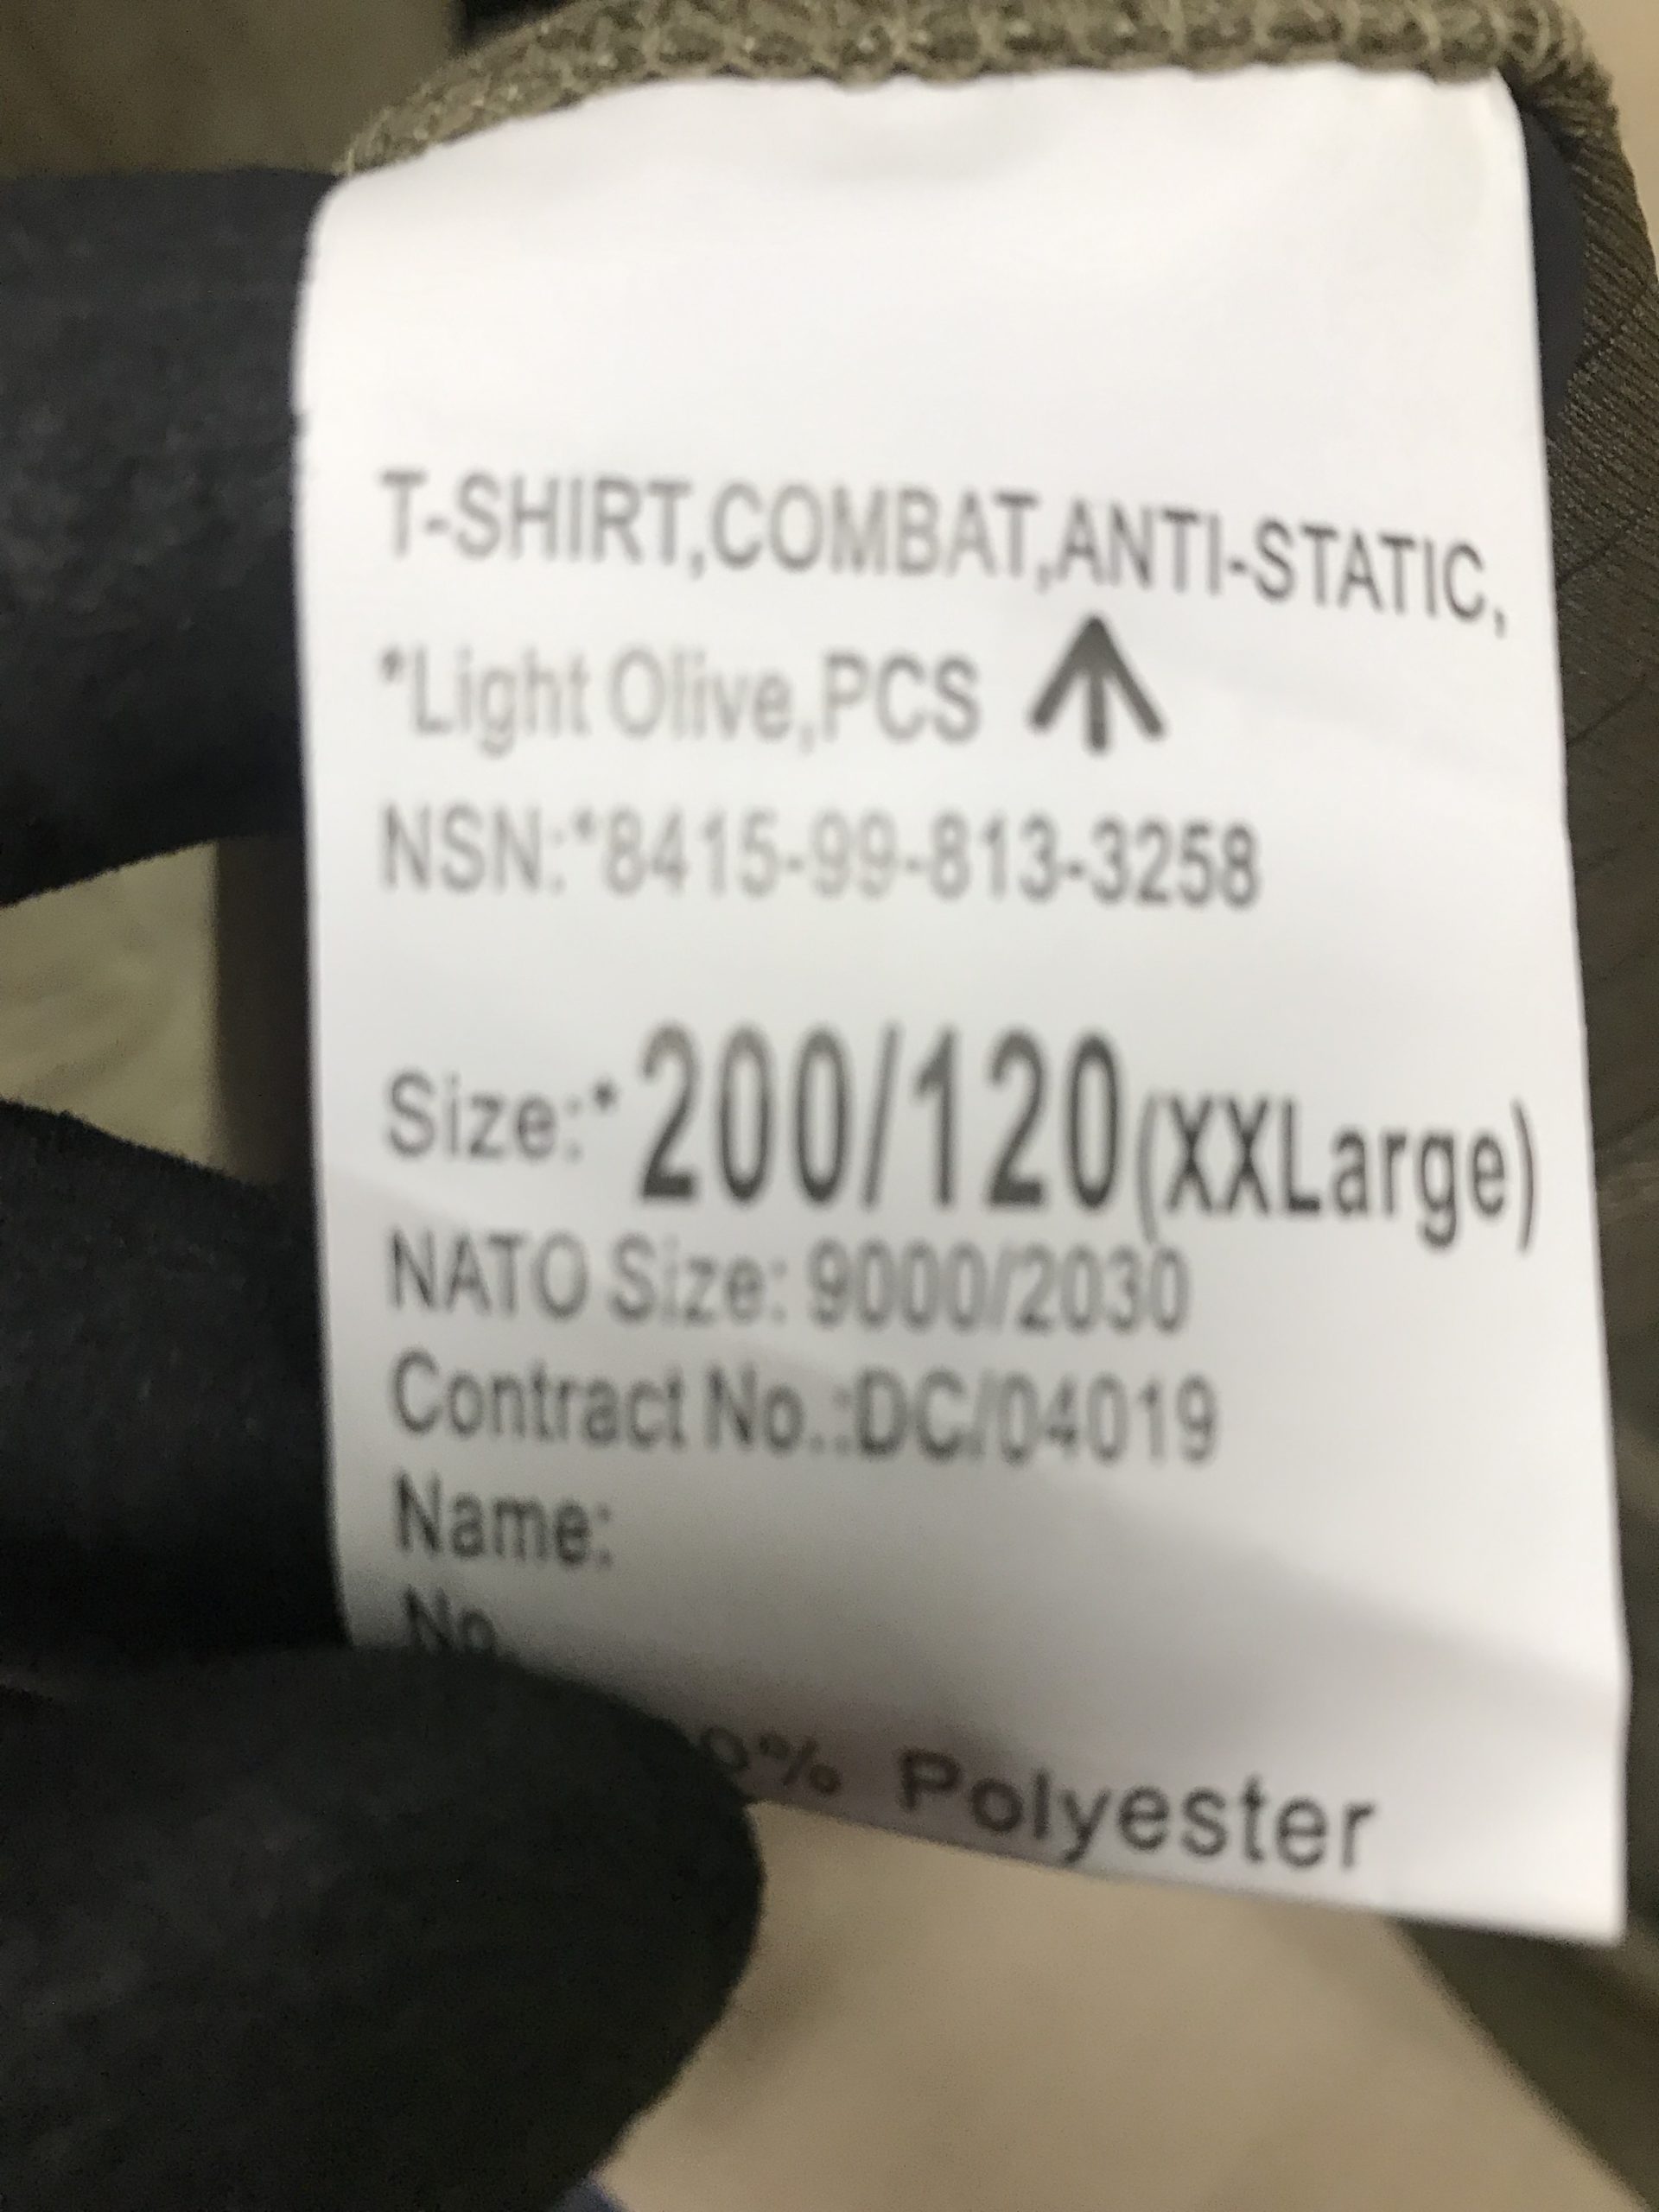 T-SHIRT,COMBAT,ANTI-STATIC,
*Light Olive,PCS
NSN:*8415-99-813-3258
Size:*200/120(XXLarge)
NATO Size: 9000/2030
Contract No.:DC/04019
Name:
No
% Polyester